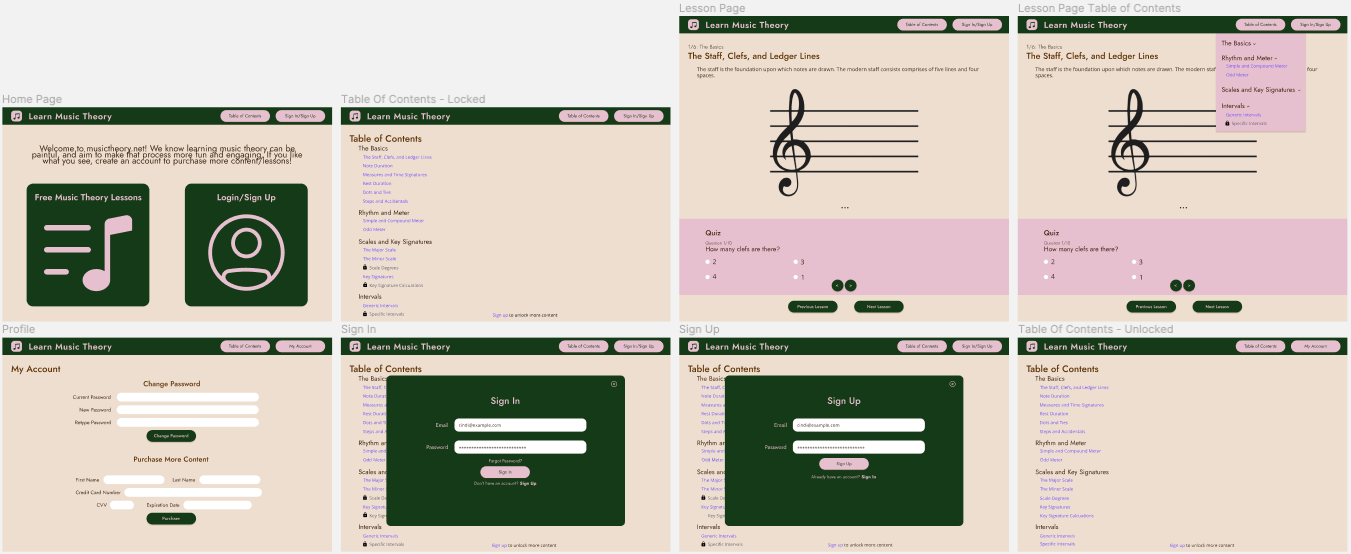 Lesson Page
Learn Music Theory
Table of Contents
Sign In/Sign Up
1/6: The Basics
The Staff, Clefs, and Ledger Lines
The staff is the foundation upon which notes are drawn. The modern staff consists comprises of five lines and four
spaces.
...
Quiz
Question 1/10
How many clefs are there?
2
3
4
1
<
>
Previous Lesson
Next Lesson
Lesson Page Table of Contents
Learn Music Theory
Table of Contents
Sign In/Sign Up
1/6: The Basics
The Staff, Clefs, and Ledger Lines
The staff is the foundation upon which notes are drawn. The modern staf
four
spaces.
The Basics
Rhythm and Meter
Simple and Compound Meter
Odd Meter
Scales and Key Signatures
Intervals
Generic Intervals
Specific Intervals
...
Quiz
Question 1/10
How many clefs are there?
2
3
4
1
<
>
Previous Lesson
Next Lesson
Home Page
Learn Music Theory
Table of Contents
Sign In/Sign Up
Welcome to musictheory.net! We know learning music theory can be
painful, and aim to make that process more fun and engaging. If you like
what you see, create an account to purchase more content/lessons!
Free Music Theory Lessons
Login/Sign Up
Table Of Contents - Locked
Learn Music Theory
Table of Contents
Sign In/Sign Up
Table of Contents
The Basics
The Staff, Clefs, and Ledger Lines
Note Duration
Measures and Time Signatures
Rest Duration
Dots and Ties
Steps and Accidentals
Rhythm and Meter
Simple and Compound Meter
Odd Meter
Scales and Key Signatures
The Major Scale
The Minor Scale
Scale Degrees
Key Signatures
Key Signature Calculations
Intervals
Generic Intervals
Specific Intervals
Sign up to unlock more content
Profile
Learn Music Theory
Table of Contents
My Account
My Account
Change Password
Current Password
New Password
Retype Password
Change Password
Purchase More Content
First Name
Last Name
Credit Card Number
CVV
Expiration Date
Purchase
Sign In
Learn Music Theory
Table of Contents
Sign In/Sign Up
Table of Contents
The Basics
The Staff, C
Note Dura
Measures a
Rest Durat
Dots and T
Steps and A
Rhythm an
Simple and
Odd Meter
Scales and
The Major
The Minor
Scale De
Key Signatu
Key Sign
Intervals
Generic Intervals
Specific Intervals
Sign In
Email
cindi@example.com
Password
Forgot Password?
Sign In
Don't have an account? Sign Up
Sign up to unlock more content
Sign Up
Learn Music Theory
Table of Contents
Sign In/Sign Up
Table of Contents
The Basics
The Staff, C
Note Dura
Measures a
Rest Durat
Dots and T
Steps and A
Rhythm an
Simple and
Odd Meter
Scales and
The Major
The Minor
Scale De
Key Signatu
Key Sign
Intervals
Generic Intervals
Specific Intervals
Sign Up
Email
cindi@example.com
Password
Sign Up
Already have an account? Sign In
Sign up to unlock more content
Table Of Contents - Unlocked
Learn Music Theory
Table of Contents
My Account
Table of Contents
The Basics
The Staff, Clefs, and Ledger Lines
Note Duration
Measures and Time Signatures
Rest Duration
Dots and Ties
Steps and Accidentals
Rhythm and Meter
Simple and Compound Meter
Odd Meter
Scales and Key Signatures
The Major Scale
The Minor Scale
Scale Degrees
Key Signatures
Key Signature Calculations
Intervals
Generic Intervals
Specific Intervals
Sign up to unlock more content